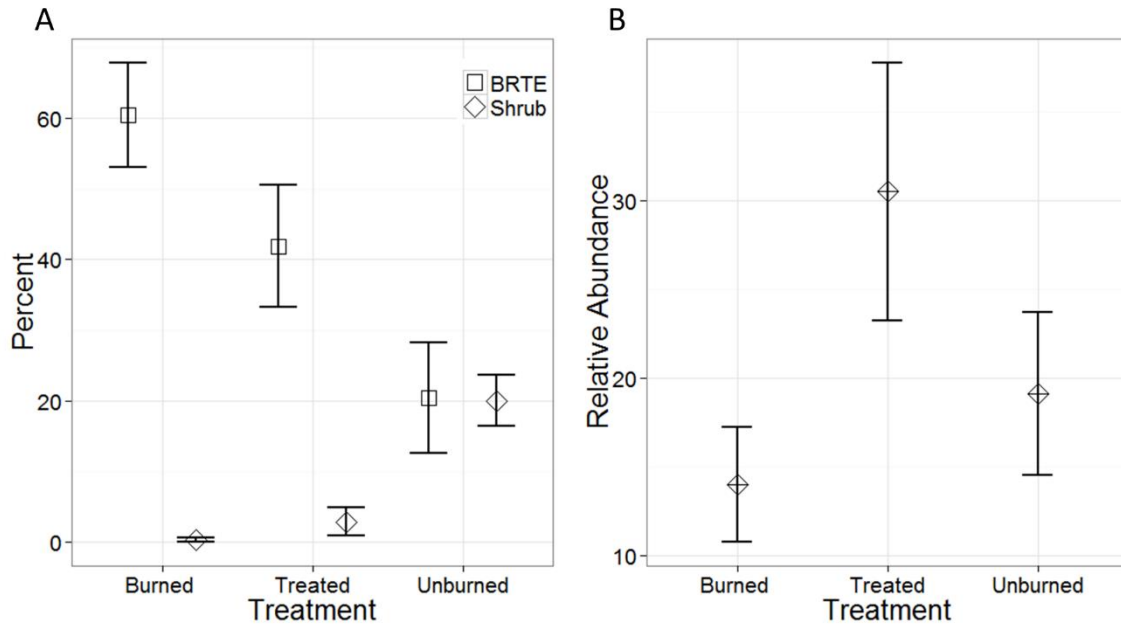 A
Percent
60
40
20
0
BRTE
Shrub
Burned Treated Unburned
Treatment
B
Relative Abundance
30
20
10
Burned Treated Unburned
Treatment